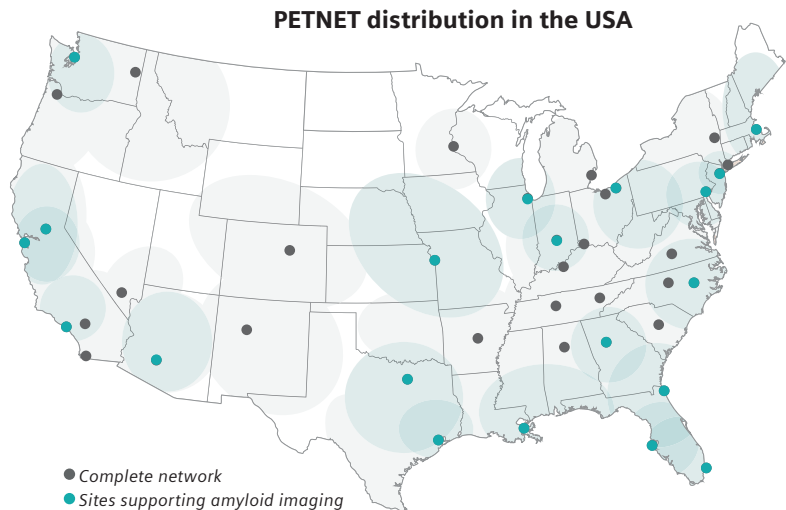 PETNET distribution in the USA
Complete network
Sites supporting amyloid imaging